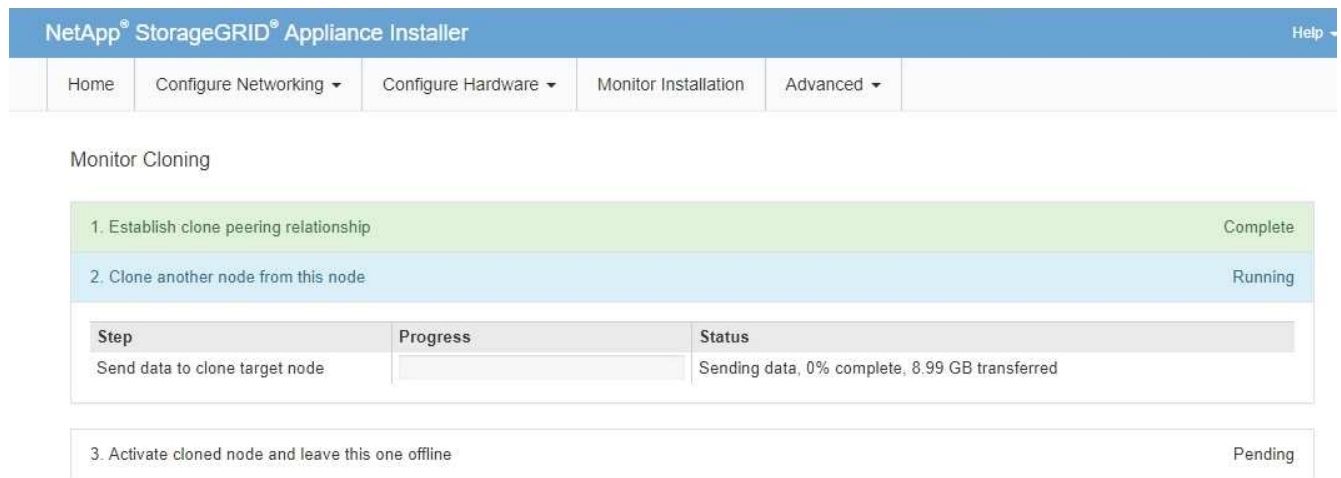 NetApp® StorageGRID® Appliance Installer Help
Home Configure Networking Configure Hardware Monitor Installation Advanced
Monitor Cloning
1. Establish clone peering relationship Complete
2. Clone another node from this node Running
Step Progress Status
Send data to clone target node Sending data, 0% complete, 8.99 GB transferred
3. Activate cloned node and leave this one offline Pending